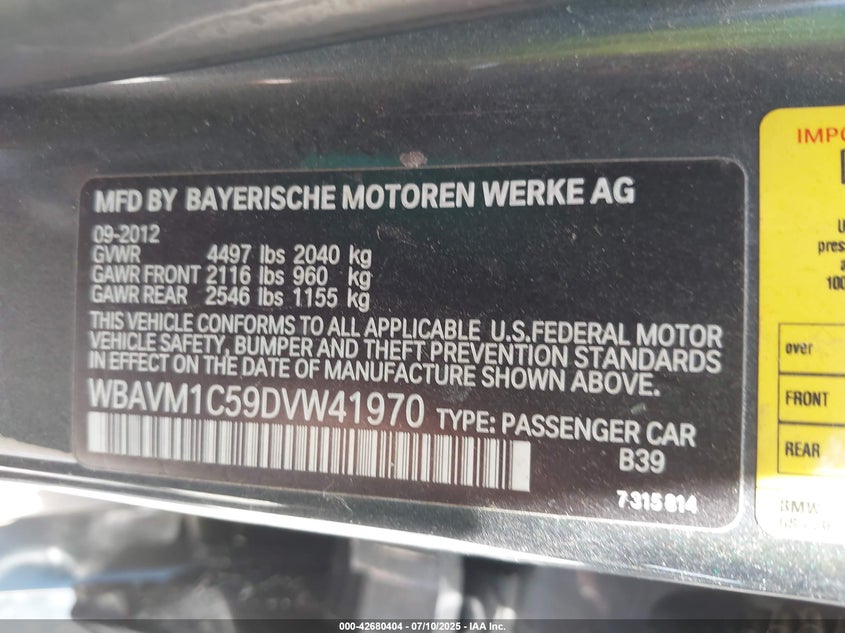 MFD BY BAYERISCHE MOTOREN WERKE AG
09-2012
GVWR 4497 lbs 2040 kg
GAWR FRONT 2116 lbs 960 kg
GAWR REAR 2546 lbs 1155 kg
THIS VEHICLE CONFORMS TO ALL APPLICABLE U.S.FEDERAL MOTOR
VEHICLE SAFETY, BUMPER AND THEFT PREVENTION STANDARDS
IN EFFECT ON THE DATE OF MANUFACTURE SHOWN ABOVE.
WBAVM1C59DVW41970 TYPE: PASSENGER CAR
B39
7 315 814
over
FRONT
REAR
BMW
000-42680404 / 07/10/2025 - IAA Inc.